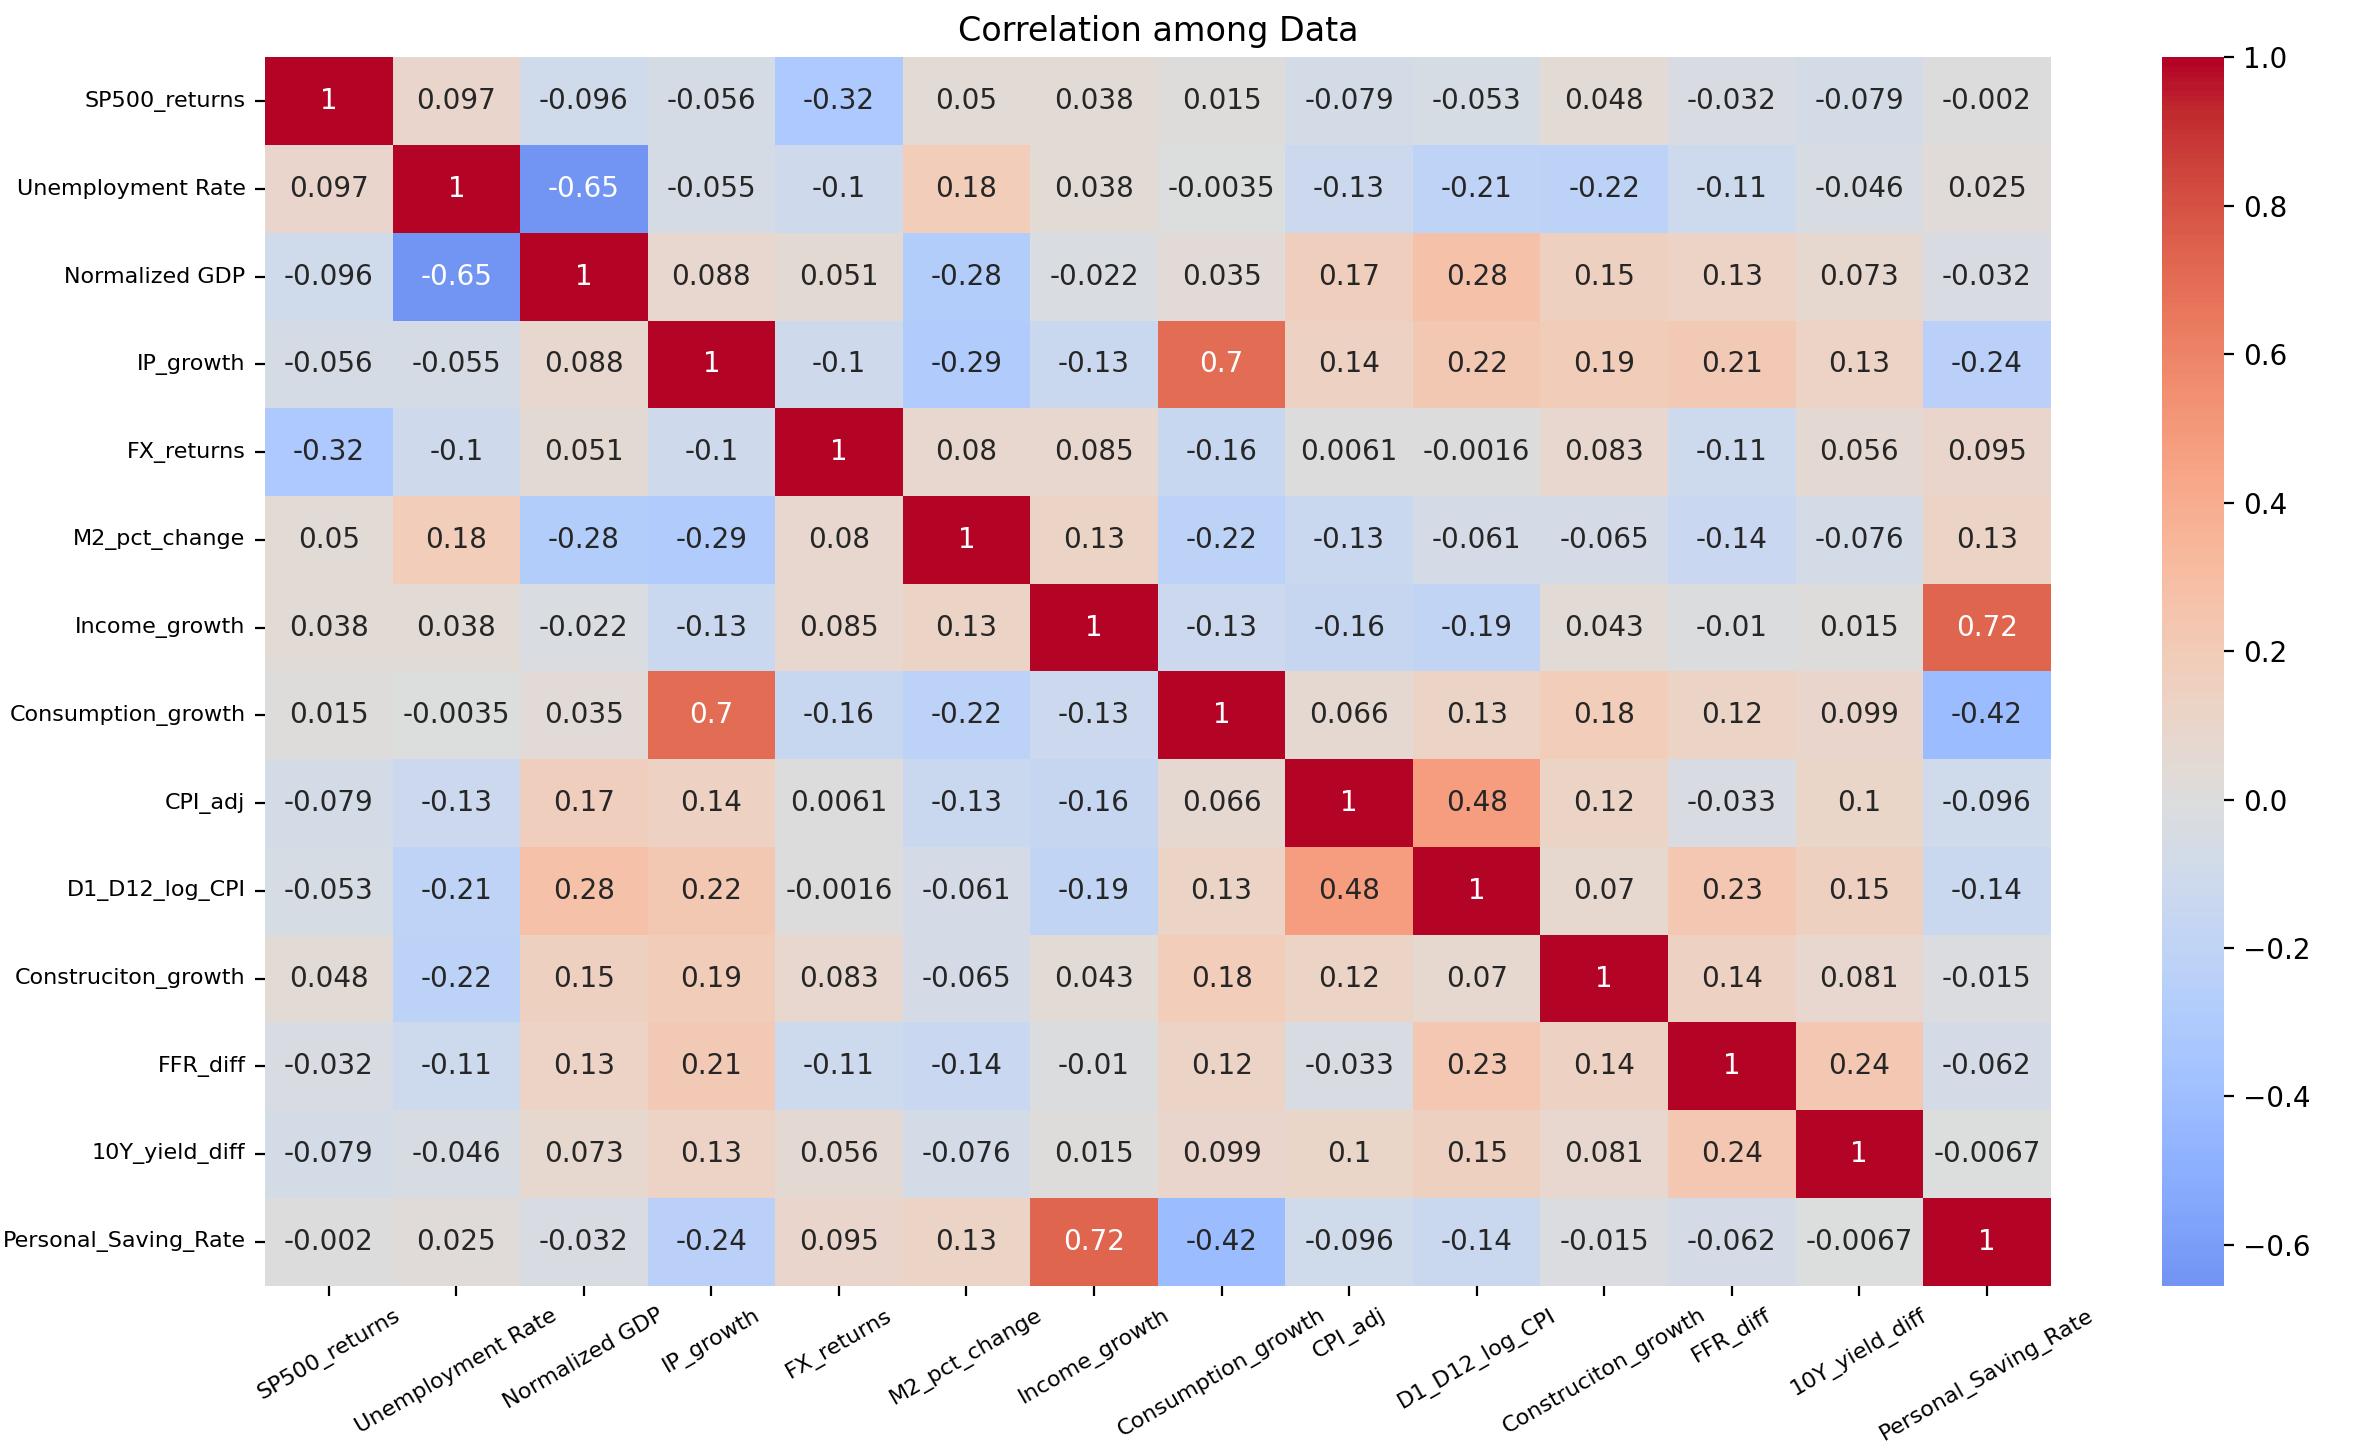 Correlation among Data
SP500_returns 1 0.097 -0.096 -0.056 -0.32 0.05 0.038 0.015 -0.079 -0.053 0.048 -0.032 -0.079 -0.002
Unemployment Rate 0.097 1 -0.65 -0.055 -0.1 0.18 0.038 -0.0035 -0.13 -0.21 -0.22 -0.11 -0.046 0.025
Normalized GDP -0.096 -0.65 1 0.088 0.051 -0.28 -0.022 0.035 0.17 0.28 0.15 0.13 0.073 -0.032
IP_growth -0.056 -0.055 0.088 1 -0.1 -0.29 -0.13 0.7 0.14 0.22 0.19 0.21 0.13 -0.24
FX_returns -0.32 -0.1 0.051 -0.1 1 0.08 0.085 -0.16 0.0061 -0.0016 0.083 -0.11 0.056 0.095
M2_pct_change 0.05 0.18 -0.28 -0.29 0.08 1 0.13 -0.22 -0.13 -0.061 -0.065 -0.14 -0.076 0.13
Income_growth 0.038 0.038 -0.022 -0.13 0.085 0.13 1 -0.13 -0.16 -0.19 0.043 -0.01 0.015 0.72
Consumption_growth 0.015 -0.0035 0.035 0.7 -0.16 -0.22 -0.13 1 0.066 0.13 0.18 0.12 0.099 -0.42
CPI_adj -0.079 -0.13 0.17 0.14 0.0061 -0.13 -0.16 0.066 1 0.48 0.12 -0.033 0.1 -0.096
D1_D12_log_CPI -0.053 -0.21 0.28 0.22 -0.0016 -0.061 -0.19 0.13 0.48 1 0.07 0.23 0.15 -0.14
Construciton_growth 0.048 -0.22 0.15 0.19 0.083 -0.065 0.043 0.18 0.12 0.07 1 0.14 0.081 -0.015
FFR_diff -0.032 -0.11 0.13 0.21 -0.11 -0.14 -0.01 0.12 -0.033 0.23 0.14 1 0.24 -0.062
10Y_yield_diff -0.079 -0.046 0.073 0.13 0.056 -0.076 0.015 0.099 0.1 0.15 0.081 0.24 1 -0.0067
Personal_Saving_Rate -0.002 0.025 -0.032 -0.24 0.095 0.13 0.72 -0.42 -0.096 -0.14 -0.015 -0.062 -0.0067 1
SP500_returns Unemployment Rate Normalized GDP IP_growth FX_returns M2_pct_change Income_growth Consumption_growth CPI_adj D1_D12_log_CPI Construciton_growth FFR_diff 10Y_yield_diff Personal_Saving_Rate
1.0
0.8
0.6
0.4
0.2
0.0
−0.2
−0.4
−0.6